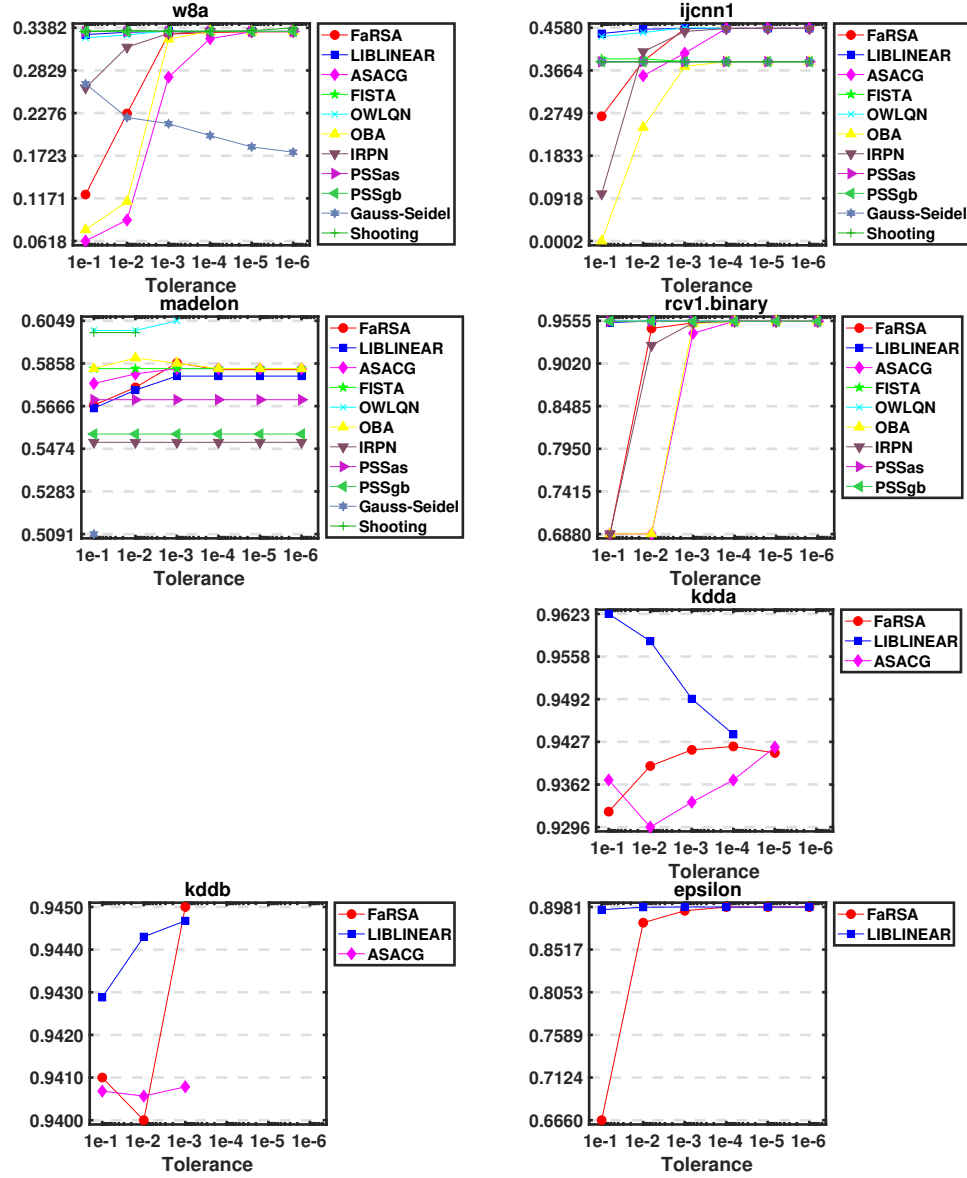 w8a
0.3382
0.2829
0.2276
0.1723
0.1171
0.0618
1e-1 1e-2 1e-3 1e-4 1e-5 1e-6
Tolerance
FaRSA
LIBLINEAR
ASACG
FISTA
OWLQN
OBA
IRPN
PSSas
PSSgb
Gauss-Seidel
Shooting
ijcnn1
0.4580
0.3664
0.2749
0.1833
0.0918
0.0002
1e-1 1e-2 1e-3 1e-4 1e-5 1e-6
Tolerance
FaRSA
LIBLINEAR
ASACG
FISTA
OWLQN
OBA
IRPN
PSSas
PSSgb
Gauss-Seidel
Shooting
madelon
0.6049
0.5858
0.5666
0.5474
0.5283
0.5091
1e-1 1e-2 1e-3 1e-4 1e-5 1e-6
Tolerance
FaRSA
LIBLINEAR
ASACG
FISTA
OWLQN
OBA
IRPN
PSSas
PSSgb
Gauss-Seidel
Shooting
rcv1.binary
0.9555
0.9020
0.8485
0.7950
0.7415
0.6880
1e-1 1e-2 1e-3 1e-4 1e-5 1e-6
Tolerance
FaRSA
LIBLINEAR
ASACG
FISTA
OWLQN
OBA
IRPN
PSSas
PSSgb
kdda
0.9623
0.9558
0.9492
0.9427
0.9362
0.9296
1e-1 1e-2 1e-3 1e-4 1e-5 1e-6
Tolerance
FaRSA
LIBLINEAR
ASACG
kddb
0.9450
0.9440
0.9430
0.9420
0.9410
0.9400
1e-1 1e-2 1e-3 1e-4 1e-5 1e-6
Tolerance
FaRSA
LIBLINEAR
ASACG
epsilon
0.8981
0.8517
0.8053
0.7589
0.7124
0.6660
1e-1 1e-2 1e-3 1e-4 1e-5 1e-6
Tolerance
FaRSA
LIBLINEAR